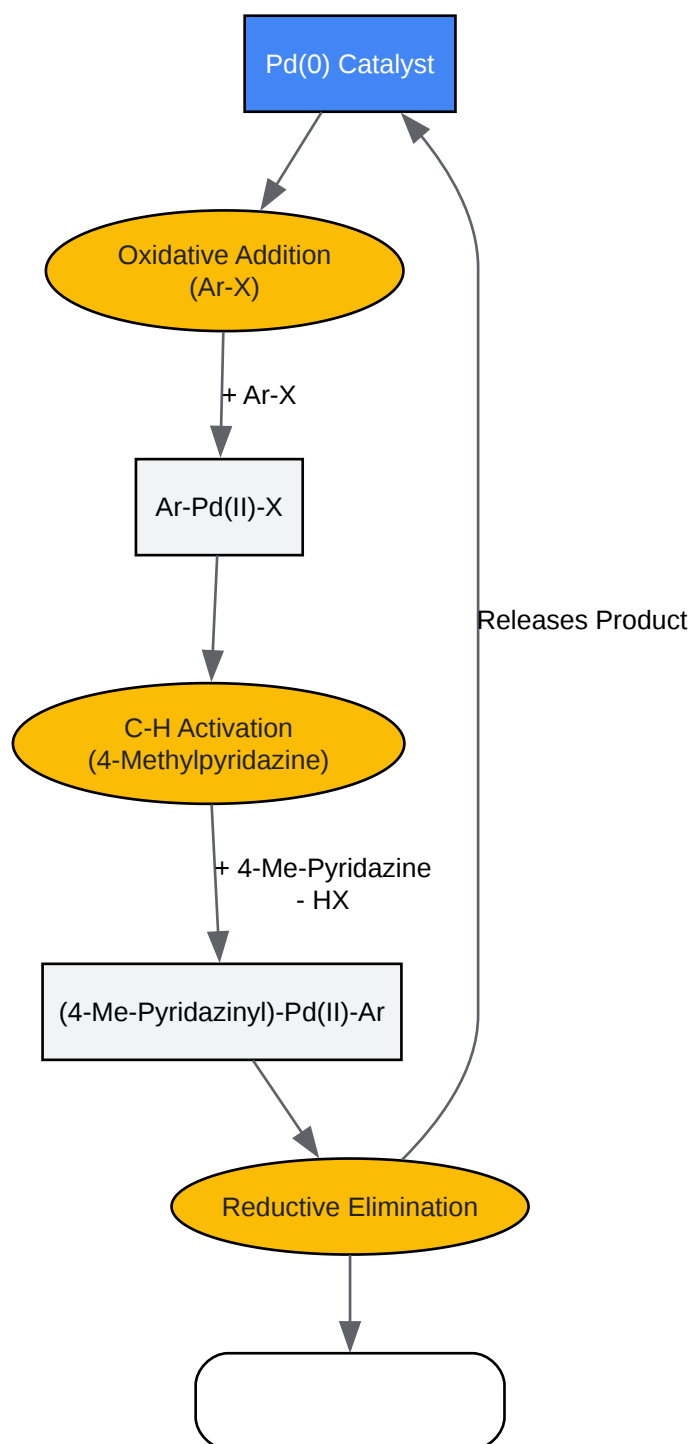 Pd(0) Catalyst
Oxidative Addition
(Ar-X)
+ Ar-X
Ar-Pd(II)-X
Releases Product
C-H Activation
(4-Methylpyridazine)
+ 4-Me-Pyridazine
- HX
(4-Me-Pyridazinyl)-Pd(II)-Ar
Reductive Elimination